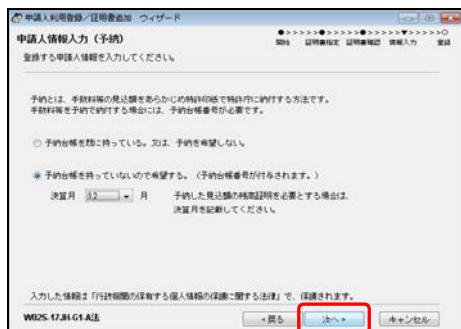 申請人利用登録/証明書追加 ウィザード
申請人情報入力(予納)
●>>>>>●>>>>>●>>>>>▼>>>>>○
開始 証明書指定 証明書確認 情報入力 登録
登録する申請人情報を入力してください。
予納とは、手数料等の見込額をあらかじめ特許印紙で特許庁に納付する方法です。
手数料等を予納で納付する場合には、予納台帳番号が必要です。
予納台帳を既に持っている。又は、予納を希望しない。
予納台帳を持っていないので希望する。(予納台帳番号が付与されます。)
決算月 12 月 予納した見込額の残高証明を必要とする場合は、
決算月を記載してください。
入力した情報は「行政機関の保有する個人情報の保護に関する法律」で、保護されます。
W02S-17JH-G1-A法
<戻る 次へ> キャンセル